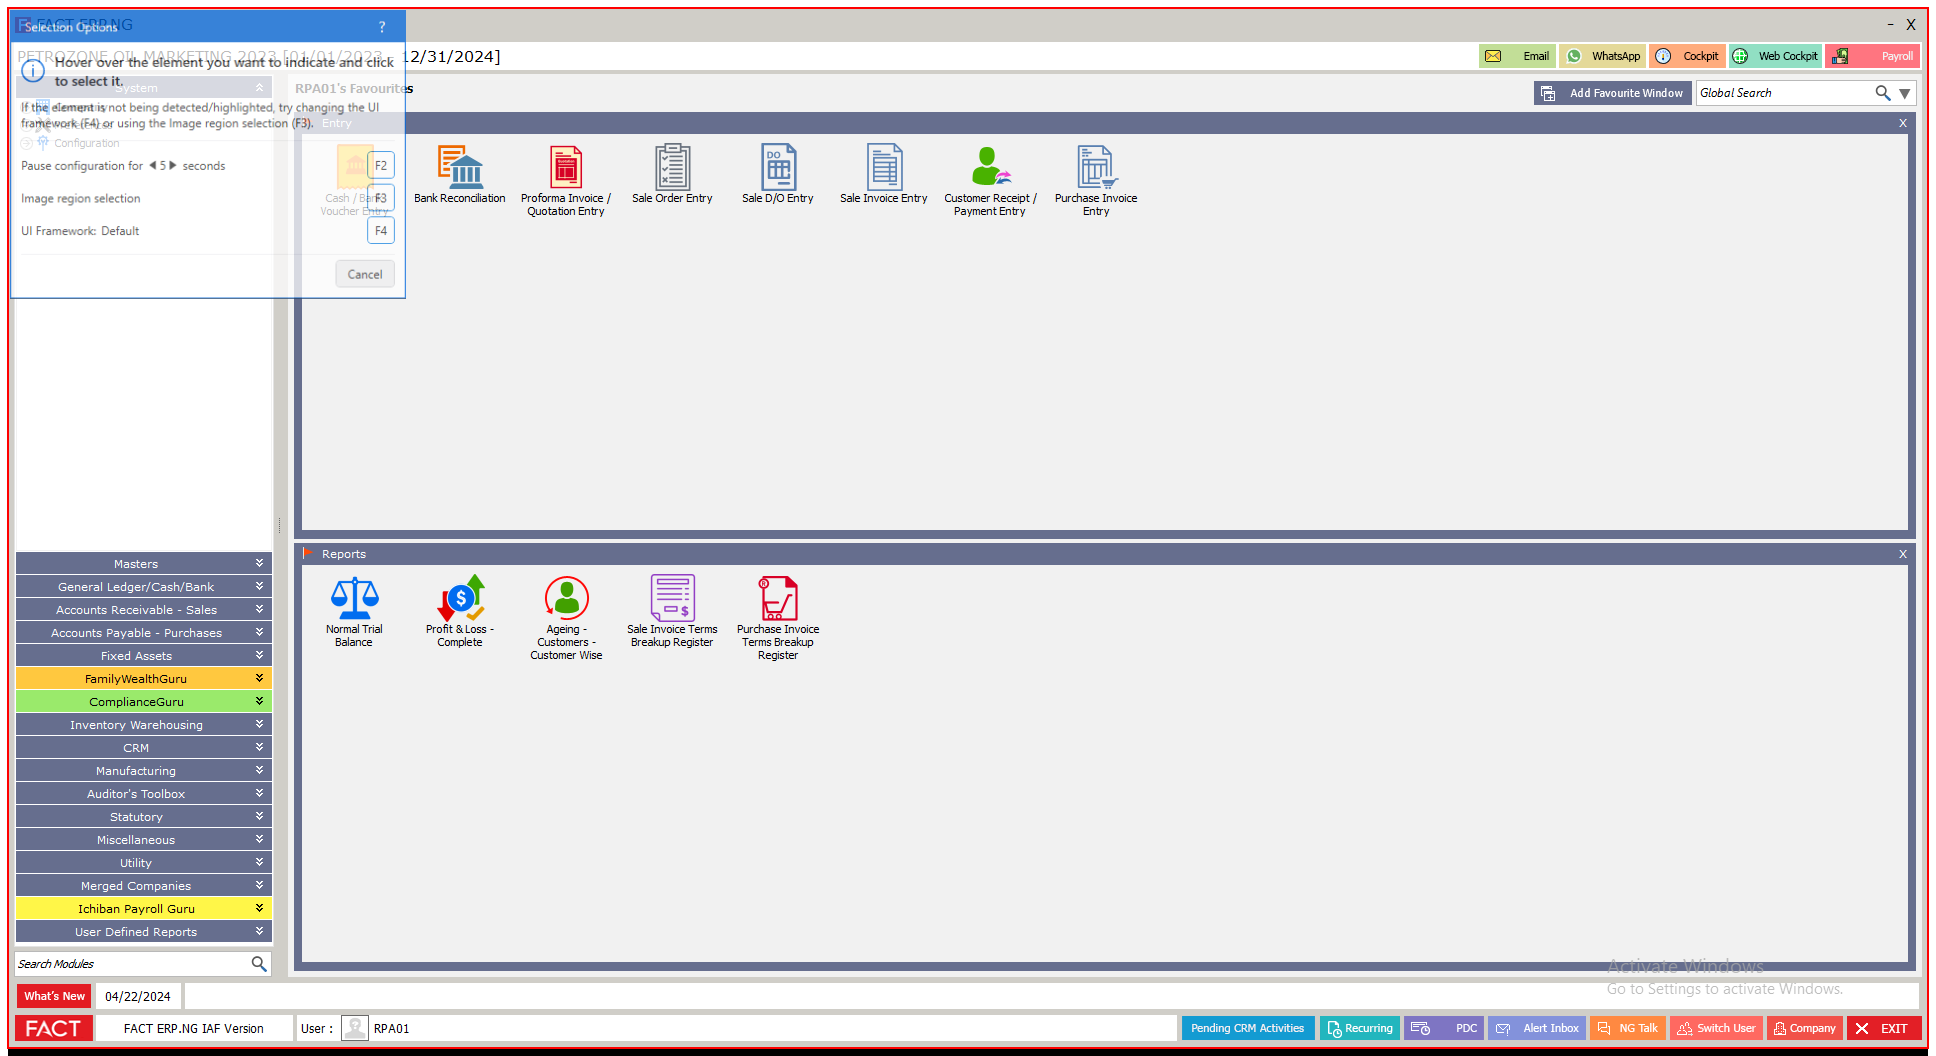 FACT ERP.NG
Selection Options ?
- X
PETROZONE OIL MARKETING 2023 [01/01/2023 - 12/31/2024]
Hover over the element you want to indicate and click
to select it.
Email
WhatsApp
Cockpit
Web Cockpit
Payroll
System
RPA01's Favourites
Add Favourite Window
Global Search
If the element is not being detected/highlighted, try changing the UI
framework (F4) or using the Image region selection (F3).
Configuration
Entry X
Pause configuration for 5 seconds F2
Image region selection F3
UI Framework: Default F4
Cancel
Cash / Bank
Voucher Entry
Bank Reconciliation
Proforma Invoice /
Quotation Entry
Sale Order Entry
Sale D/O Entry
Sale Invoice Entry
Customer Receipt /
Payment Entry
Purchase Invoice
Entry
Reports X
Normal Trial
Balance
Profit & Loss -
Complete
Ageing -
Customers -
Customer Wise
Sale Invoice Terms
Breakup Register
Purchase Invoice
Terms Breakup
Register
Masters
General Ledger/Cash/Bank
Accounts Receivable - Sales
Accounts Payable - Purchases
Fixed Assets
FamilyWealthGuru
ComplianceGuru
Inventory Warehousing
CRM
Manufacturing
Auditor's Toolbox
Statutory
Miscellaneous
Utility
Merged Companies
Ichiban Payroll Guru
User Defined Reports
Search Modules
Activate Windows
Go to Settings to activate Windows.
What's New
04/22/2024
FACT
FACT ERP.NG IAF Version
User :
RPA01
Pending CRM Activities
Recurring
PDC
Alert Inbox
NG Talk
Switch User
Company
EXIT